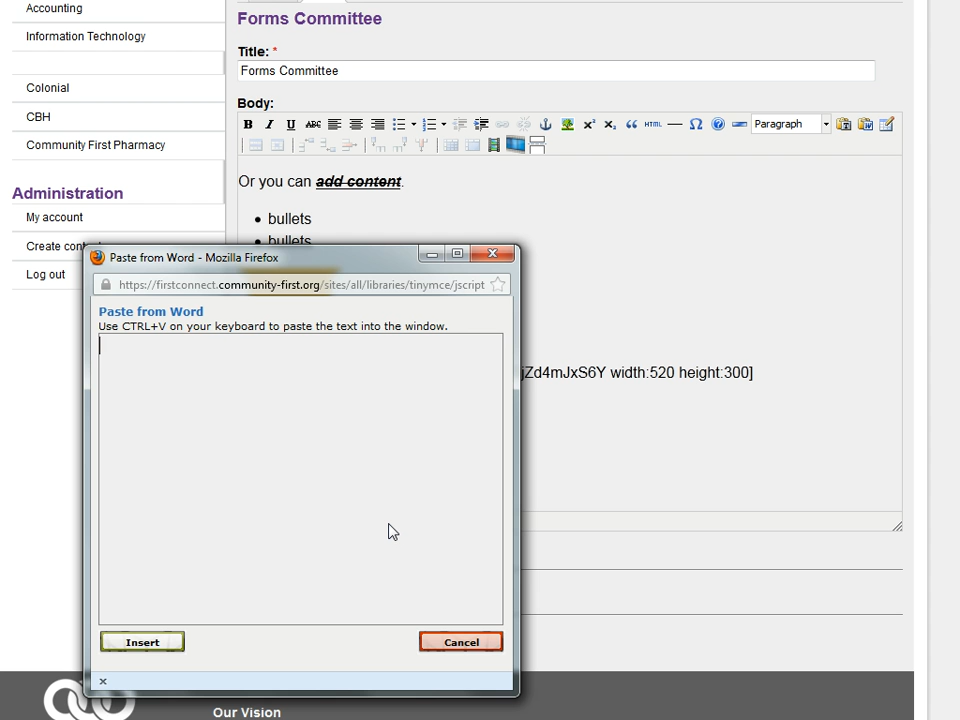 Accounting
Information Technology
Colonial
CBH
Community First Pharmacy
Administration
My account
Create cont
Log out
Forms Committee
Title: *
Forms Committee
Body:
B I U ABC HTML Paragraph
Or you can add content.
• bullets
• bullets
jZd4mJxS6Y width:520 height:300]
Paste from Word - Mozilla Firefox
https://firstconnect.community-first.org/sites/all/libraries/tinymce/jscript
Paste from Word
Use CTRL+V on your keyboard to paste the text into the window.
Insert
Cancel
Our Vision